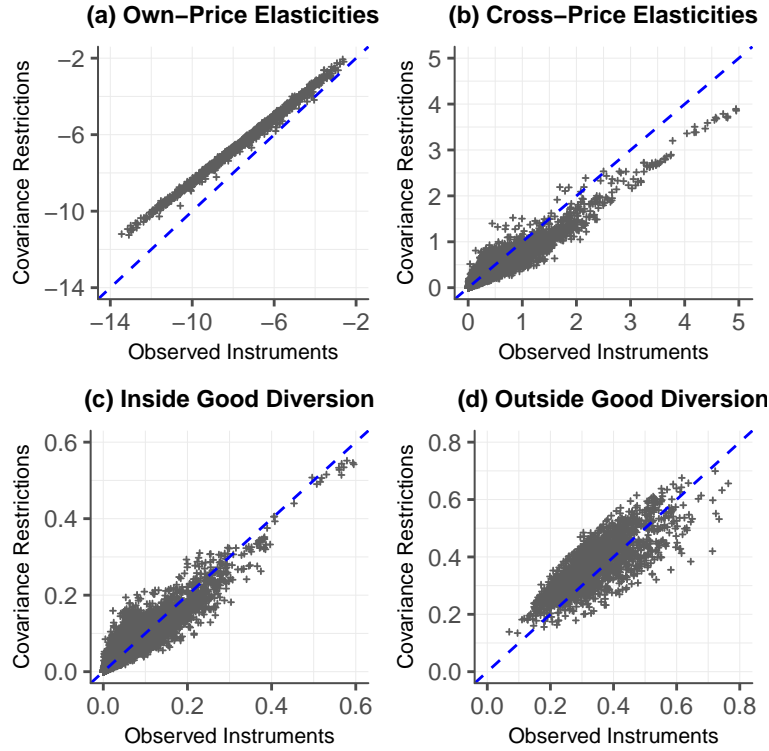 (a) Own−Price Elasticities
Covariance Restrictions
−2
−6
−10
−14
−14 −10 −6 −2
Observed Instruments
(b) Cross−Price Elasticities
Covariance Restrictions
5
4
3
2
1
0
0 1 2 3 4 5
Observed Instruments
(c) Inside Good Diversion
Covariance Restrictions
0.6
0.4
0.2
0.0
0.0 0.2 0.4 0.6
Observed Instruments
(d) Outside Good Diversion
Covariance Restrictions
0.8
0.6
0.4
0.2
0.0
0.0 0.2 0.4 0.6 0.8
Observed Instruments